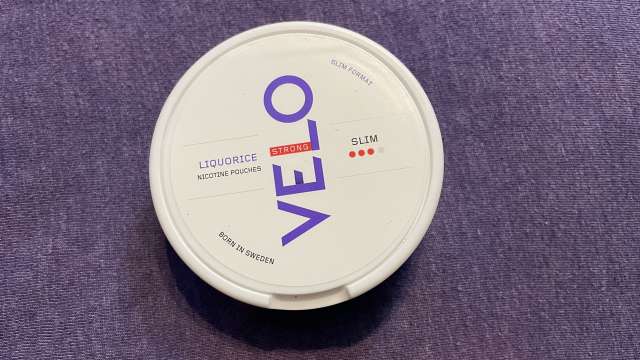 SLIM FORMAT
VELO
STRONG
LIQUORICE
NICOTINE POUCHES
SLIM
BORN IN SWEDEN